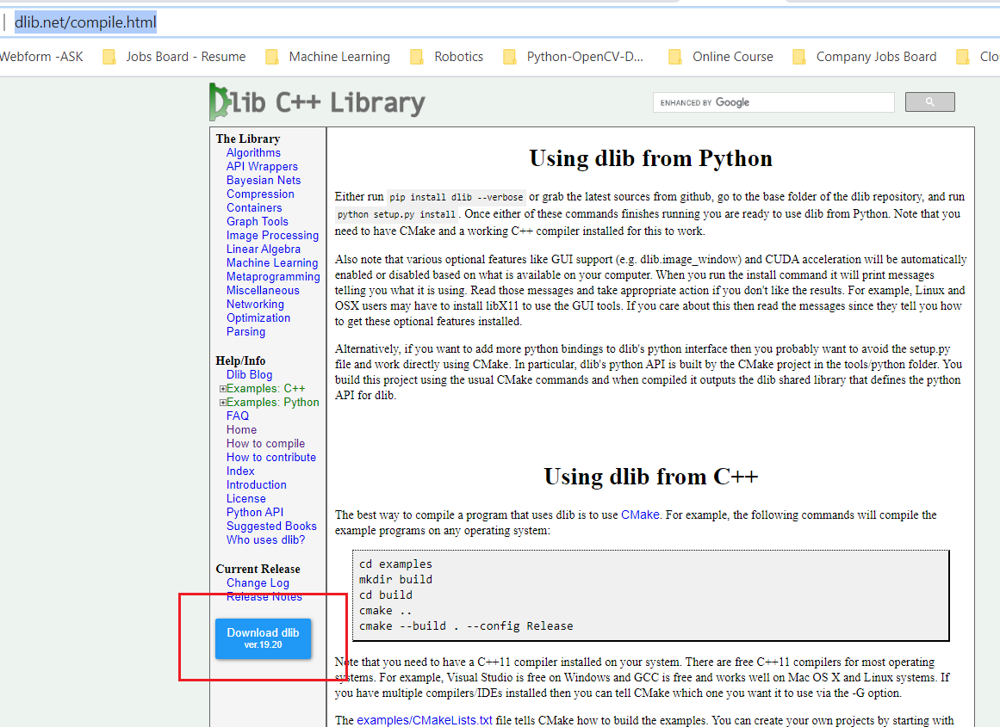 dlib.net/compile.html
Webform -ASK Jobs Board - Resume Machine Learning Robotics Python-OpenCV-D... Online Course Company Jobs Board Clo
Dlib C++ Library
ENHANCED BY Google
The Library
Algorithms
API Wrappers
Bayesian Nets
Compression
Containers
Graph Tools
Image Processing
Linear Algebra
Machine Learning
Metaprogramming
Miscellaneous
Networking
Optimization
Parsing
Help/Info
Dlib Blog
Examples: C++
Examples: Python
FAQ
Home
How to compile
How to contribute
Index
Introduction
License
Python API
Suggested Books
Who uses dlib?
Current Release
Change Log
Release Notes
Download dlib
ver.19.20
Using dlib from Python
Either run pip install dlib --verbose or grab the latest sources from github, go to the base folder of the dlib repository, and run
python setup.py install. Once either of these commands finishes running you are ready to use dlib from Python. Note that you
need to have CMake and a working C++ compiler installed for this to work.
Also note that various optional features like GUI support (e.g. dlib.image_window) and CUDA acceleration will be automatically
enabled or disabled based on what is available on your computer. When you run the install command it will print messages
telling you what it is using. Read those messages and take appropriate action if you don't like the results. For example, Linux and
OSX users may have to install libX11 to use the GUI tools. If you care about this then read the messages since they tell you how
to get these optional features installed.
Alternatively, if you want to add more python bindings to dlib's python interface then you probably want to avoid the setup.py
file and work directly using CMake. In particular, dlib's python API is built by the CMake project in the tools/python folder. You
build this project using the usual CMake commands and when compiled it outputs the dlib shared library that defines the python
API for dlib.
Using dlib from C++
The best way to compile a program that uses dlib is to use CMake. For example, the following commands will compile the
example programs on any operating system:
cd examples
mkdir build
cd build
cmake ..
cmake --build . --config Release
Note that you need to have a C++11 compiler installed on your system. There are free C++11 compilers for most operating
systems. For example, Visual Studio is free on Windows and GCC is free and works well on Mac OS X and Linux systems. If
you have multiple compilers/IDEs installed then you can tell CMake which one you want it to use via the -G option.
The examples/CMakeLists.txt file tells CMake how to build the examples. You can create your own projects by starting with